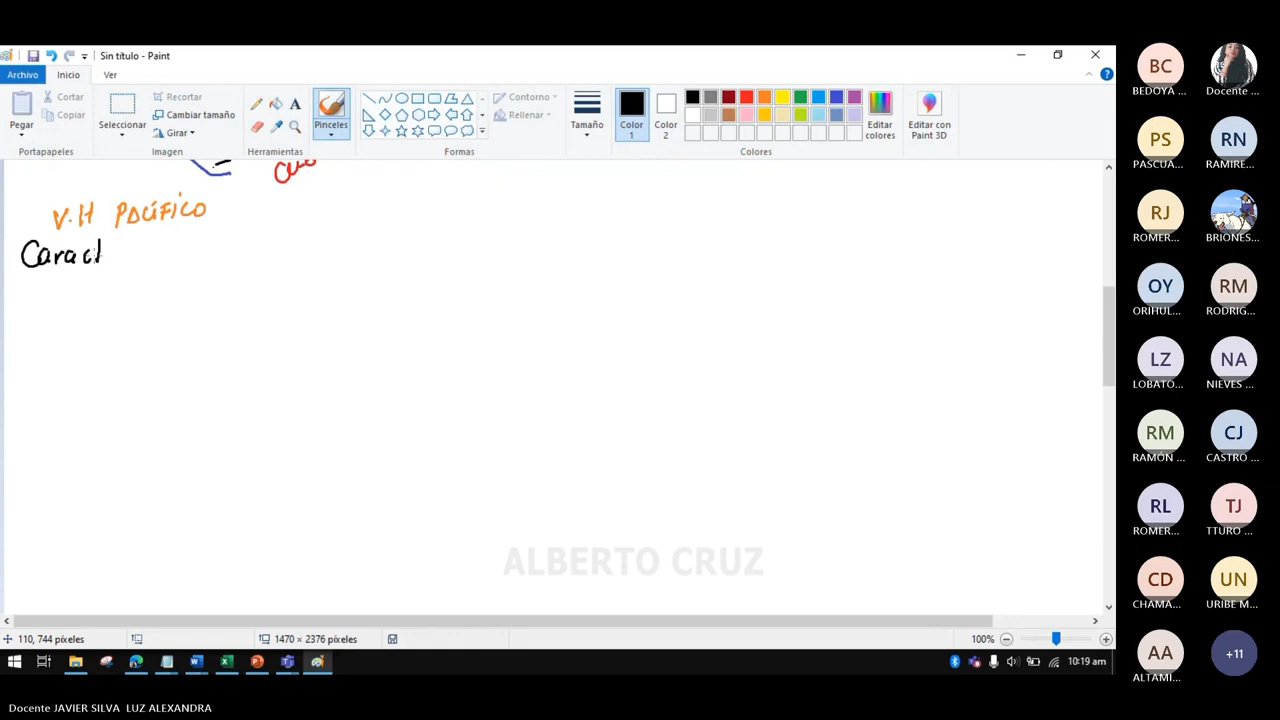 Sin título - Paint
Archivo Inicio Ver
Pegar
Cortar
Copiar
Portapapeles
Seleccionar
Recortar
Cambiar tamaño
Girar
Imagen
A
Herramientas
Pinceles
Contorno
Rellenar
Formas
Tamaño
Color 1
Color 2
Editar colores
Editar con Paint 3D
Colores
V.H Pacífico
Caract
ALBERTO CRUZ
110, 744 píxeles
1470 × 2376 píxeles
100%
10:19 am
BC
BEDOYA ...
Docente ...
PS
PASCUA...
RN
RAMIRE...
RJ
ROMER...
BRIONES...
OY
ORIHUL...
RM
RODRIG...
LZ
LOBATO...
NA
NIEVES ...
RM
RAMÓN ...
CJ
CASTRO ...
RL
ROMER...
TJ
TTURO ...
CD
CHAMA...
UN
URIBE M...
AA
ALTAMI...
+11
Docente JAVIER SILVA LUZ ALEXANDRA